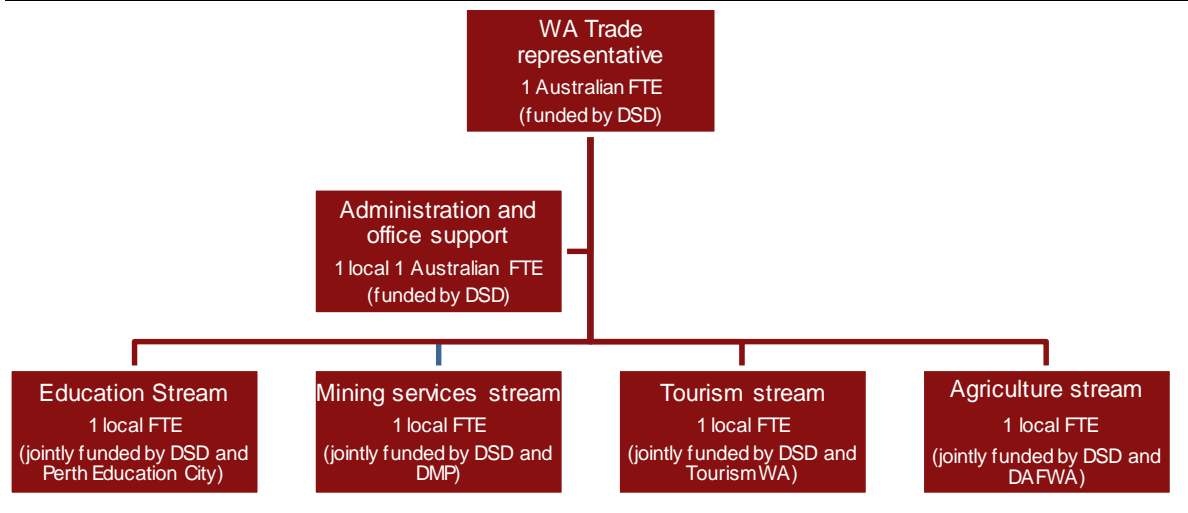 WA Trade
representative
1 Australian FTE
(funded by DSD)
Administration and
office support
1 local 1 Australian FTE
(funded by DSD)
Education Stream
1 local FTE
(jointly funded by DSD and
Perth Education City)
Mining services stream
1 local FTE
(jointly funded by DSD and
DMP)
Tourism stream
1 local FTE
(jointly funded by DSD and
Tourism WA)
Agriculture stream
1 local FTE
(jointly funded by DSD and
DAFWA)